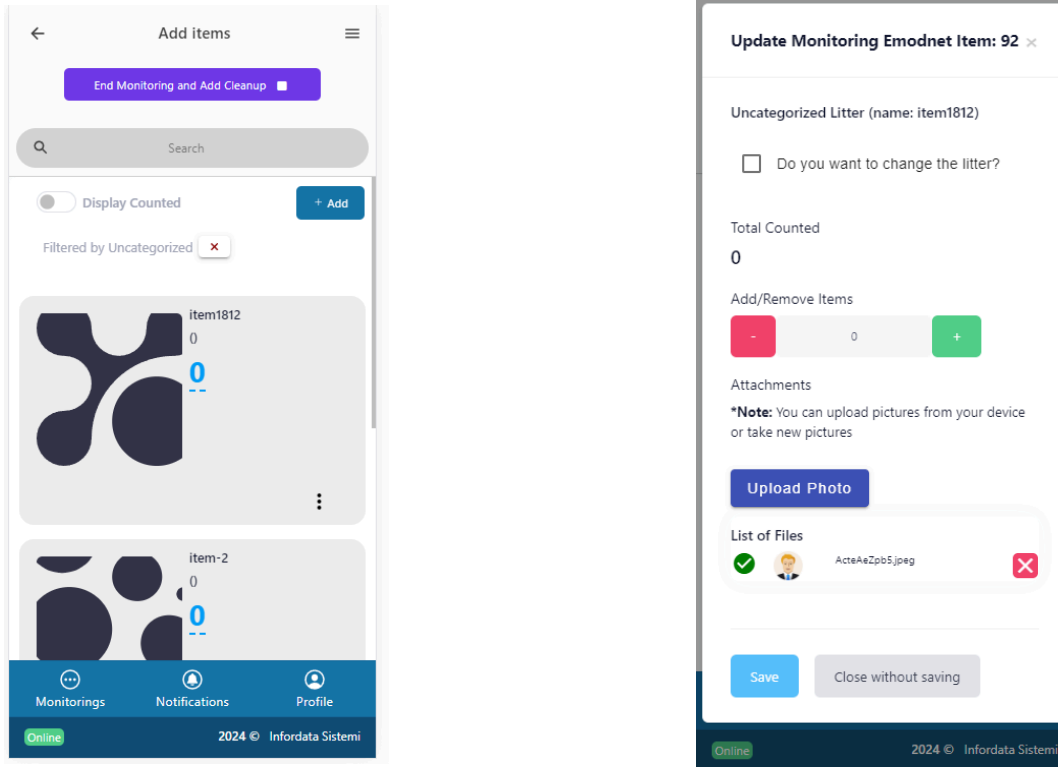 Add items
End Monitoring and Add Cleanup
Search
Display Counted
+ Add
Filtered by Uncategorized
item1812
()
0
item-2
()
0
Monitorings Notifications Profile
Online 2024 © Infordata Sistemi
Update Monitoring Emodnet Item: 92 ×
Uncategorized Litter (name: item1812)
Do you want to change the litter?
Total Counted
0
Add/Remove Items
- 0 +
Attachments
*Note: You can upload pictures from your device
or take new pictures
Upload Photo
List of Files
ActeAeZpb5.jpeg
Save Close without saving
Online 2024 © Infordata Sistemi